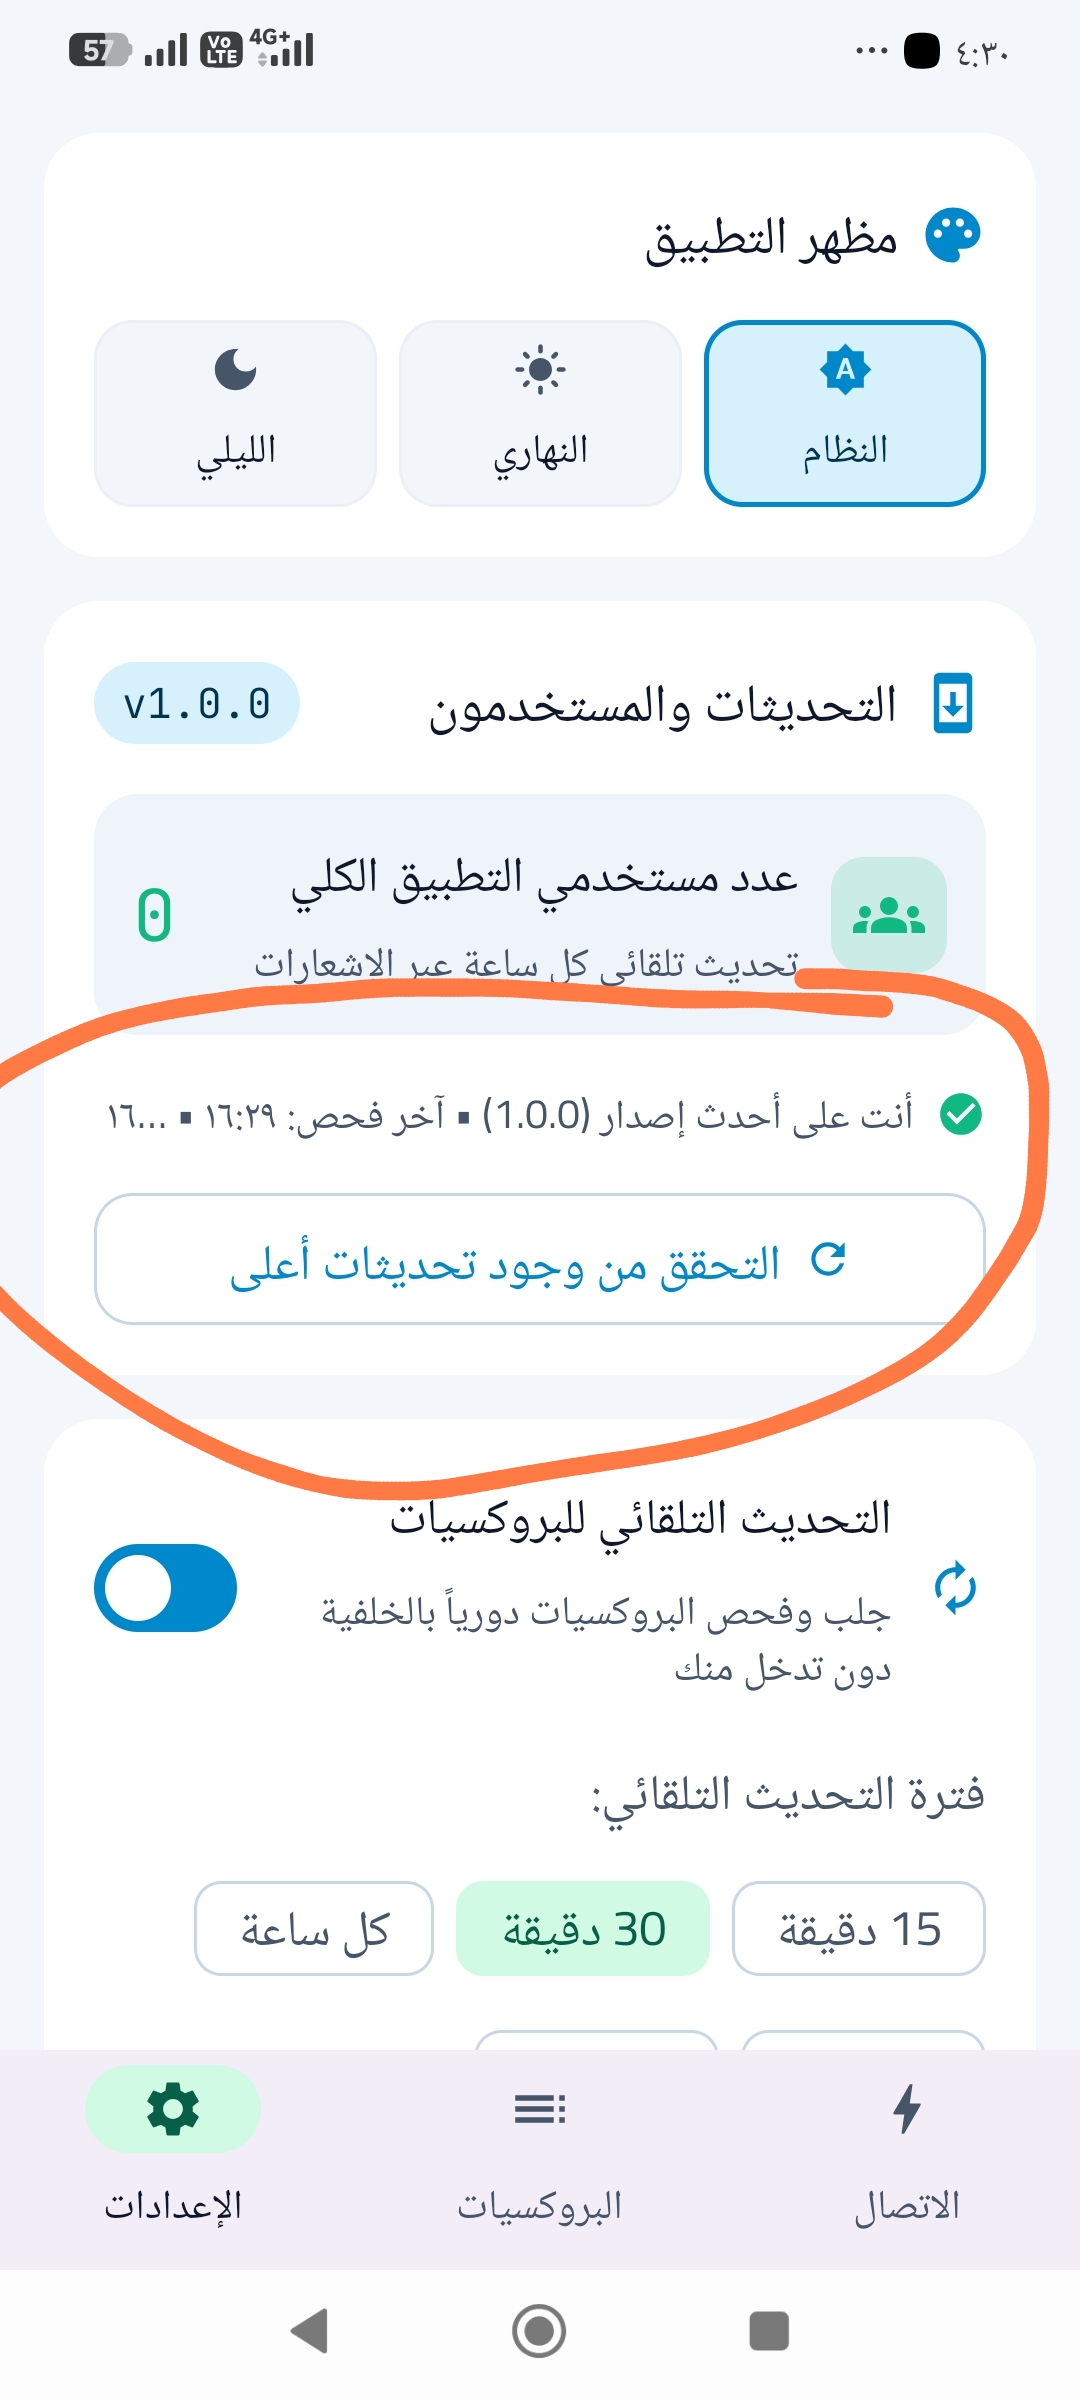 57 VoLTE 4G+ ٤:٣٠
مظهر التطبيق
النظام
النهاري
الليلي
التحديثات والمستخدمون
v1.0.0
عدد مستخدمي التطبيق الكلي
0
تحديث تلقائي كل ساعة عبر الاشعارات
أنت على أحدث إصدار (1.0.0) ▪ آخر فحص: ١٦:٢٩ ▪ ١٦...
التحقق من وجود تحديثات أعلى
التحديث التلقائي للبروكسيات
جلب وفحص البروكسيات دورياً بالخلفية
دون تدخل منك
فترة التحديث التلقائي:
15 دقيقة
30 دقيقة
كل ساعة
الاتصال
البروكسيات
الإعدادات